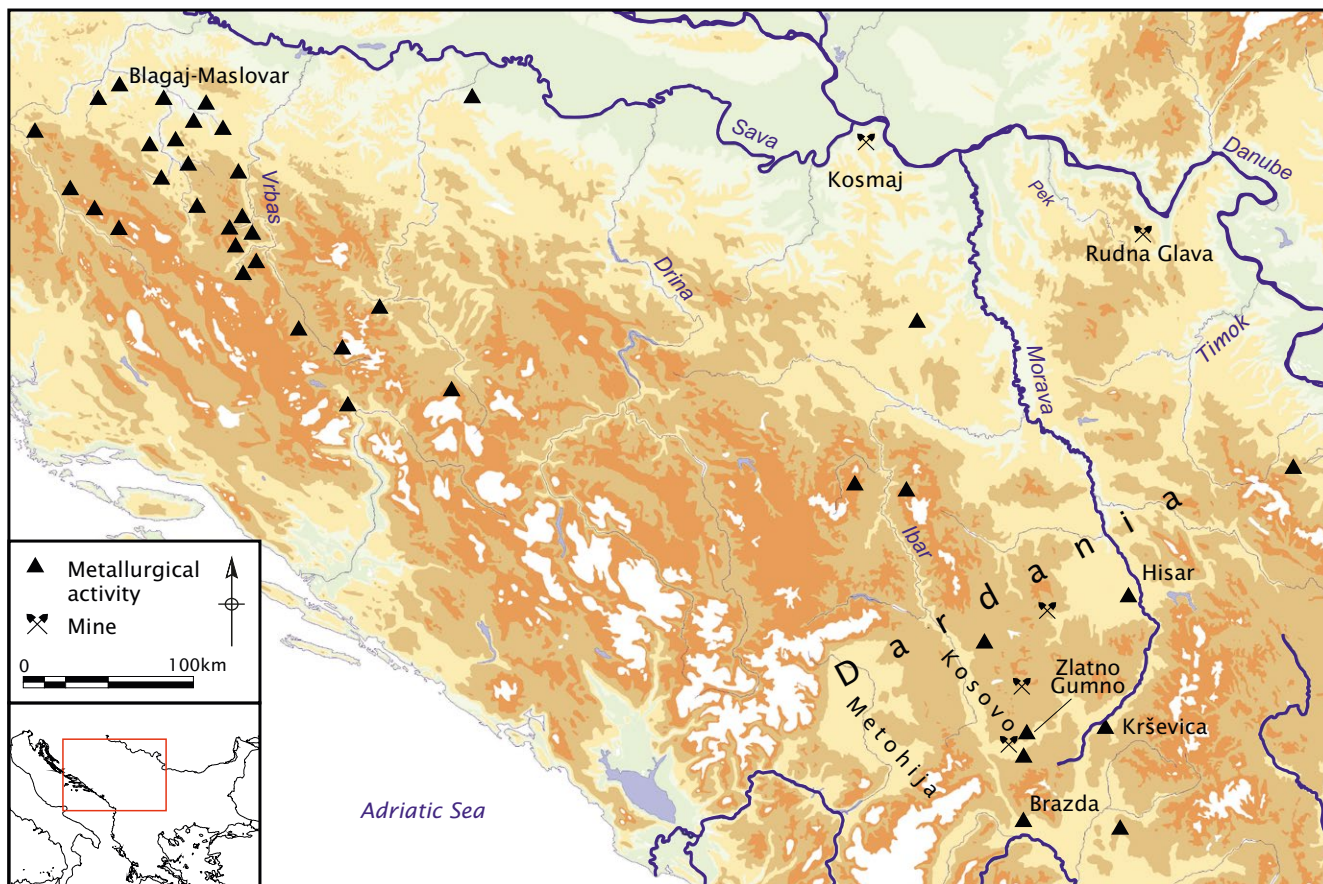 Blagaj-Maslovar
Vrbas
Sava
Kosmaj
Danube
Pek
Rudna Glava
Drina
Timok
Morava
Ibar
Dardania
Hisar
Kosovo
Zlatno
Gumno
Metohija
Krševica
Brazda
Adriatic Sea
Metallurgical
activity
Mine
0
100km